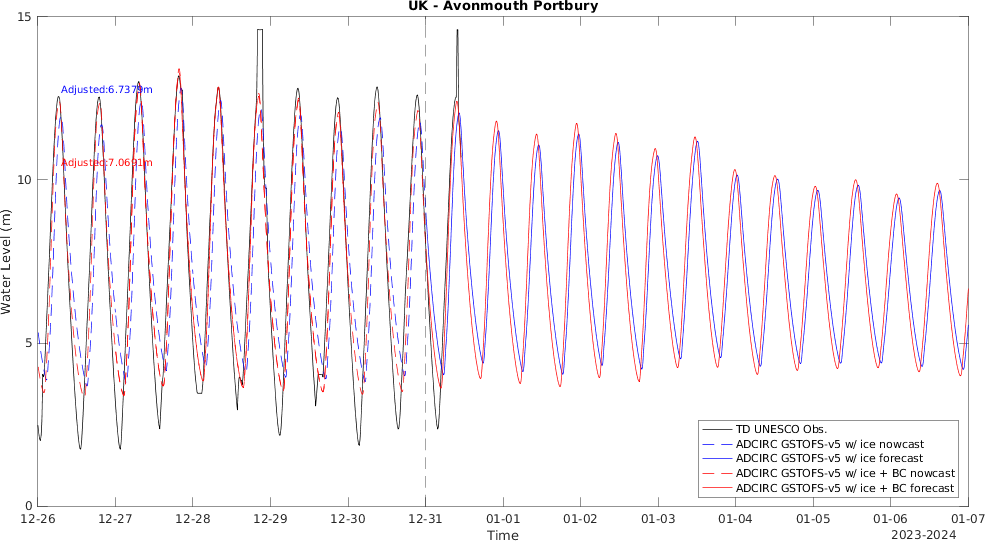 UK - Avonmouth Portbury
15
10
5
0
Water Level (m)
Adjusted:6.7379m
Adjusted:7.0691m
TD UNESCO Obs.
ADCIRC GSTOFS-v5 w/ ice nowcast
ADCIRC GSTOFS-v5 w/ ice forecast
ADCIRC GSTOFS-v5 w/ ice + BC nowcast
ADCIRC GSTOFS-v5 w/ ice + BC forecast
12-26 12-27 12-28 12-29 12-30 12-31 01-01 01-02 01-03 01-04 01-05 01-06 01-07
Time
2023-2024